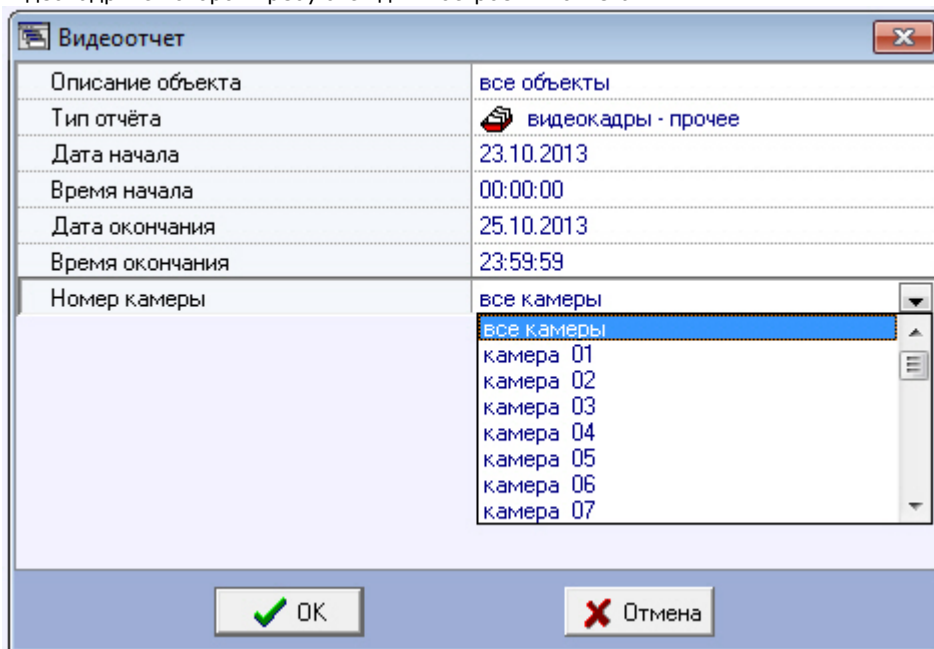 Видеоотчет
Описание объекта все объекты
Тип отчёта видеокадры - прочее
Дата начала 23.10.2013
Время начала 00:00:00
Дата окончания 25.10.2013
Время окончания 23:59:59
Номер камеры все камеры
все камеры
камера 01
камера 02
камера 03
камера 04
камера 05
камера 06
камера 07
OK Отмена